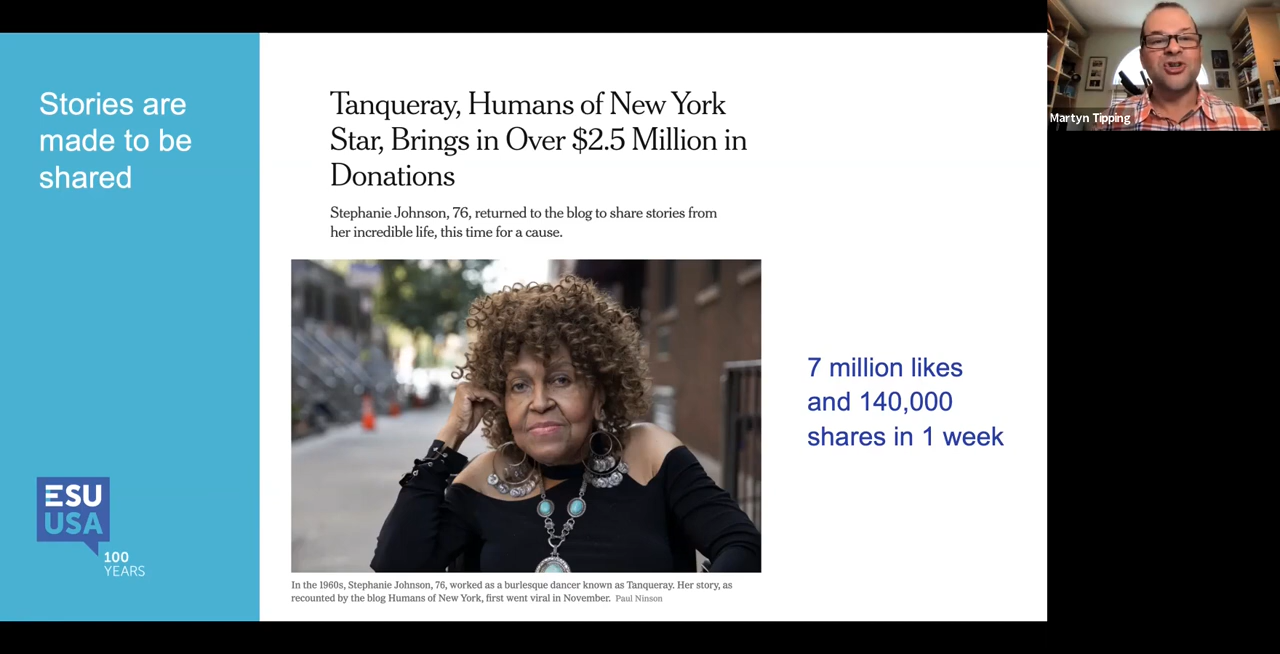 Stories are
made to be
shared
Tanqueray, Humans of New York
Star, Brings in Over $2.5 Million in
Donations
Stephanie Johnson, 76, returned to the blog to share stories from
her incredible life, this time for a cause.
7 million likes
and 140,000
shares in 1 week
In the 1960s, Stephanie Johnson, 76, worked as a burlesque dancer known as Tanqueray. Her story, as
recounted by the blog Humans of New York, first went viral in November. Paul Ninson
ESU
USA
100
YEARS
Martyn Tipping